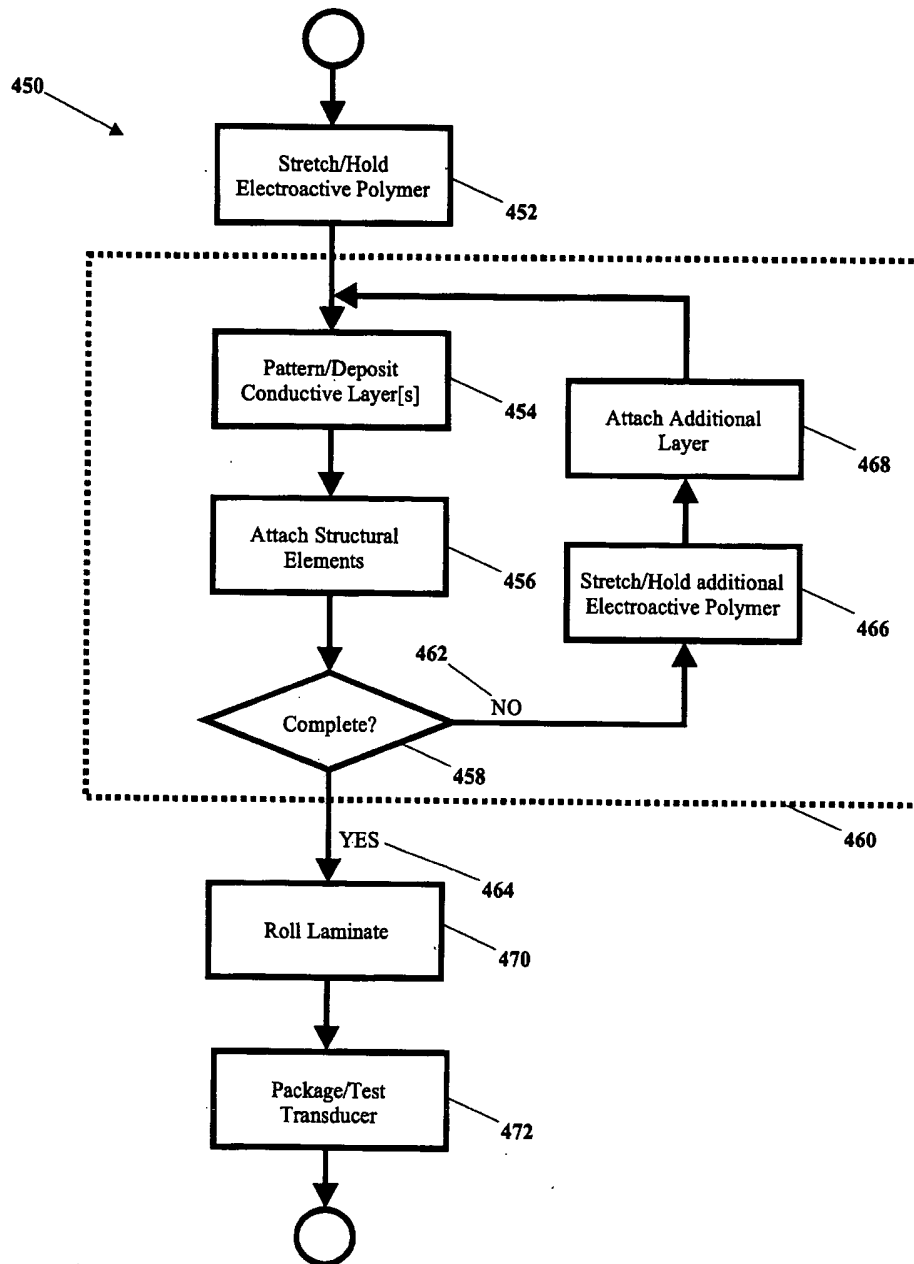 450
Stretch/Hold
Electroactive Polymer
452
Pattern/Deposit
Conductive Layer[s]
454
Attach Additional
Layer
468
Attach Structural
Elements
456
Stretch/Hold additional
Electroactive Polymer
466
462
NO
Complete?
458
460
YES
464
Roll Laminate
470
Package/Test
Transducer
472